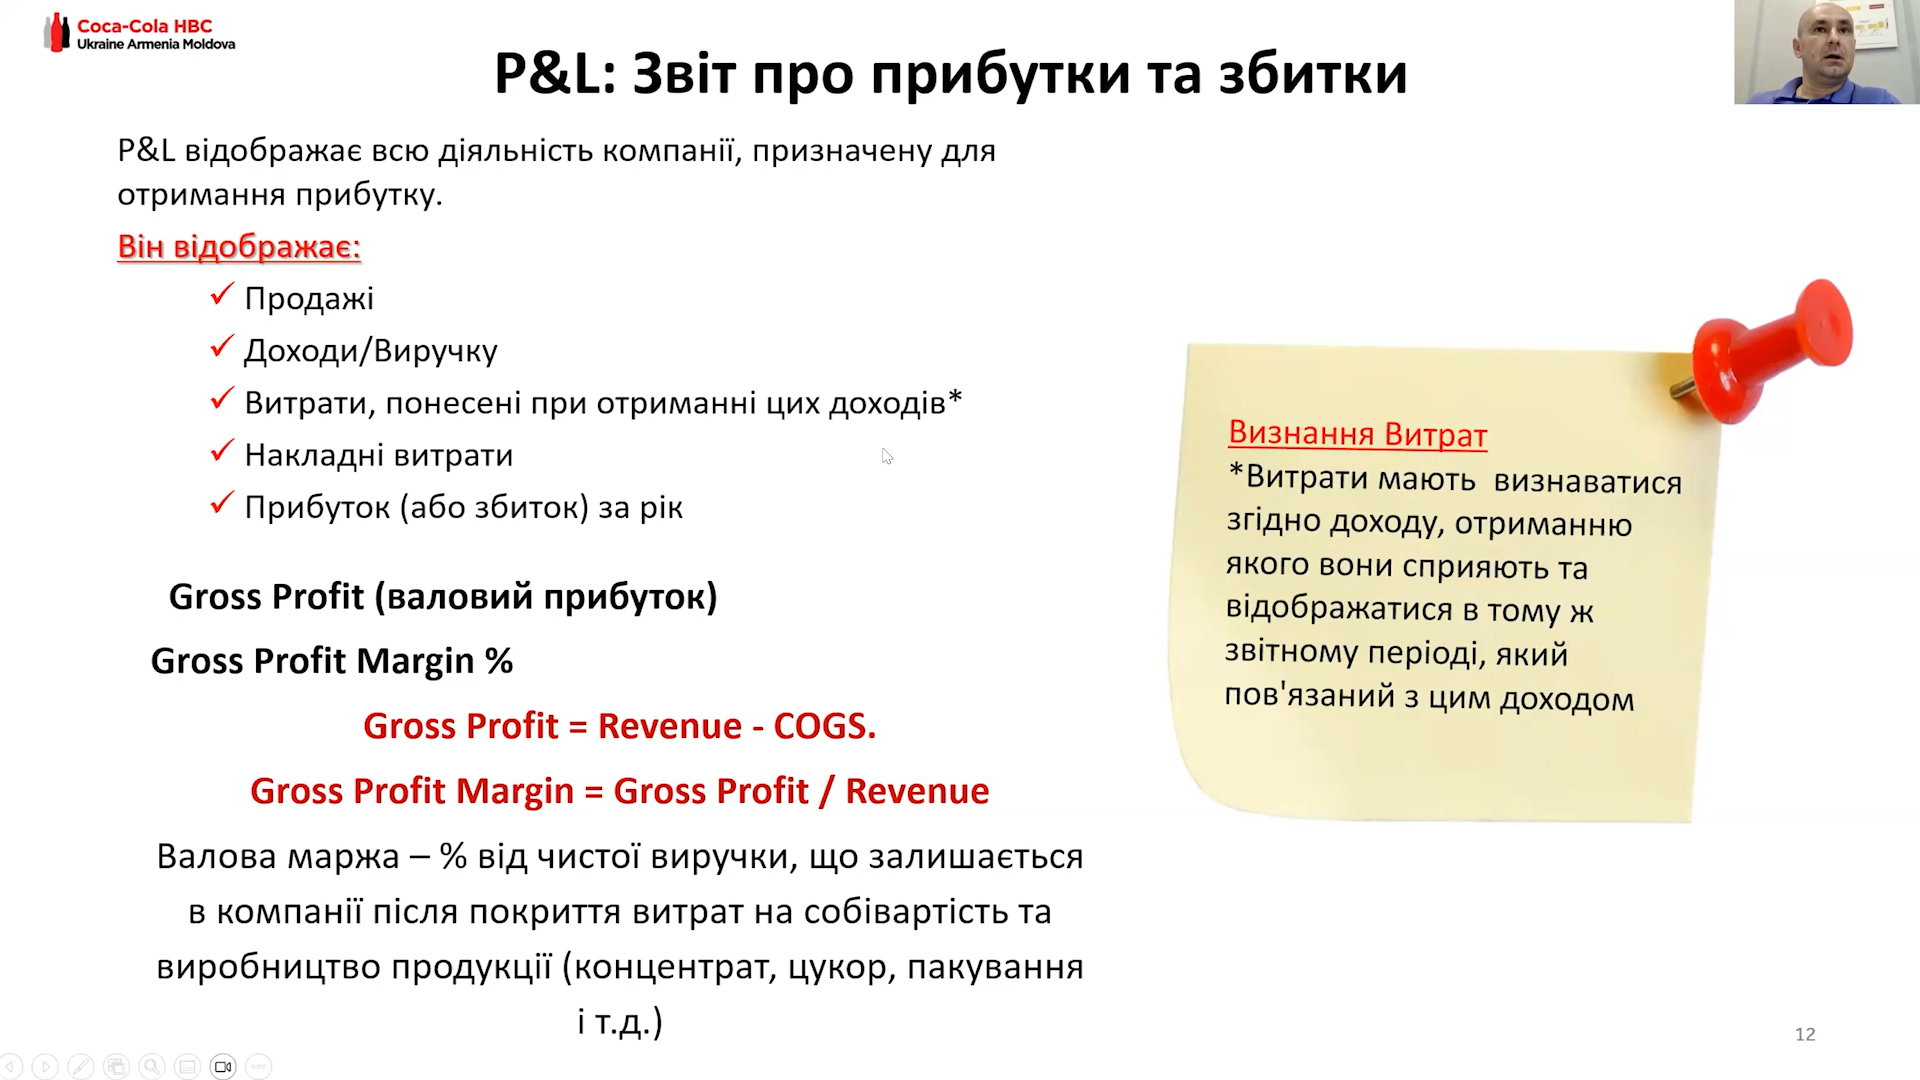 Coca-Cola HBC
Ukraine Armenia Moldova
P&L: Звіт про прибутки та збитки
P&L відображає всю діяльність компанії, призначену для
отримання прибутку.
Він відображає:
Продажі
Доходи/Виручку
Витрати, понесені при отриманні цих доходів*
Накладні витрати
Прибуток (або збиток) за рік
Gross Profit (валовий прибуток)
Gross Profit Margin %
Gross Profit = Revenue - COGS.
Gross Profit Margin = Gross Profit / Revenue
Валова маржа – % від чистої виручки, що залишається
в компанії після покриття витрат на собівартість та
виробництво продукції (концентрат, цукор, пакування
і т.д.)
Визнання Витрат
*Витрати мають визнаватися
згідно доходу, отриманню
якого вони сприяють та
відображатися в тому ж
звітному періоді, який
пов'язаний з цим доходом
12